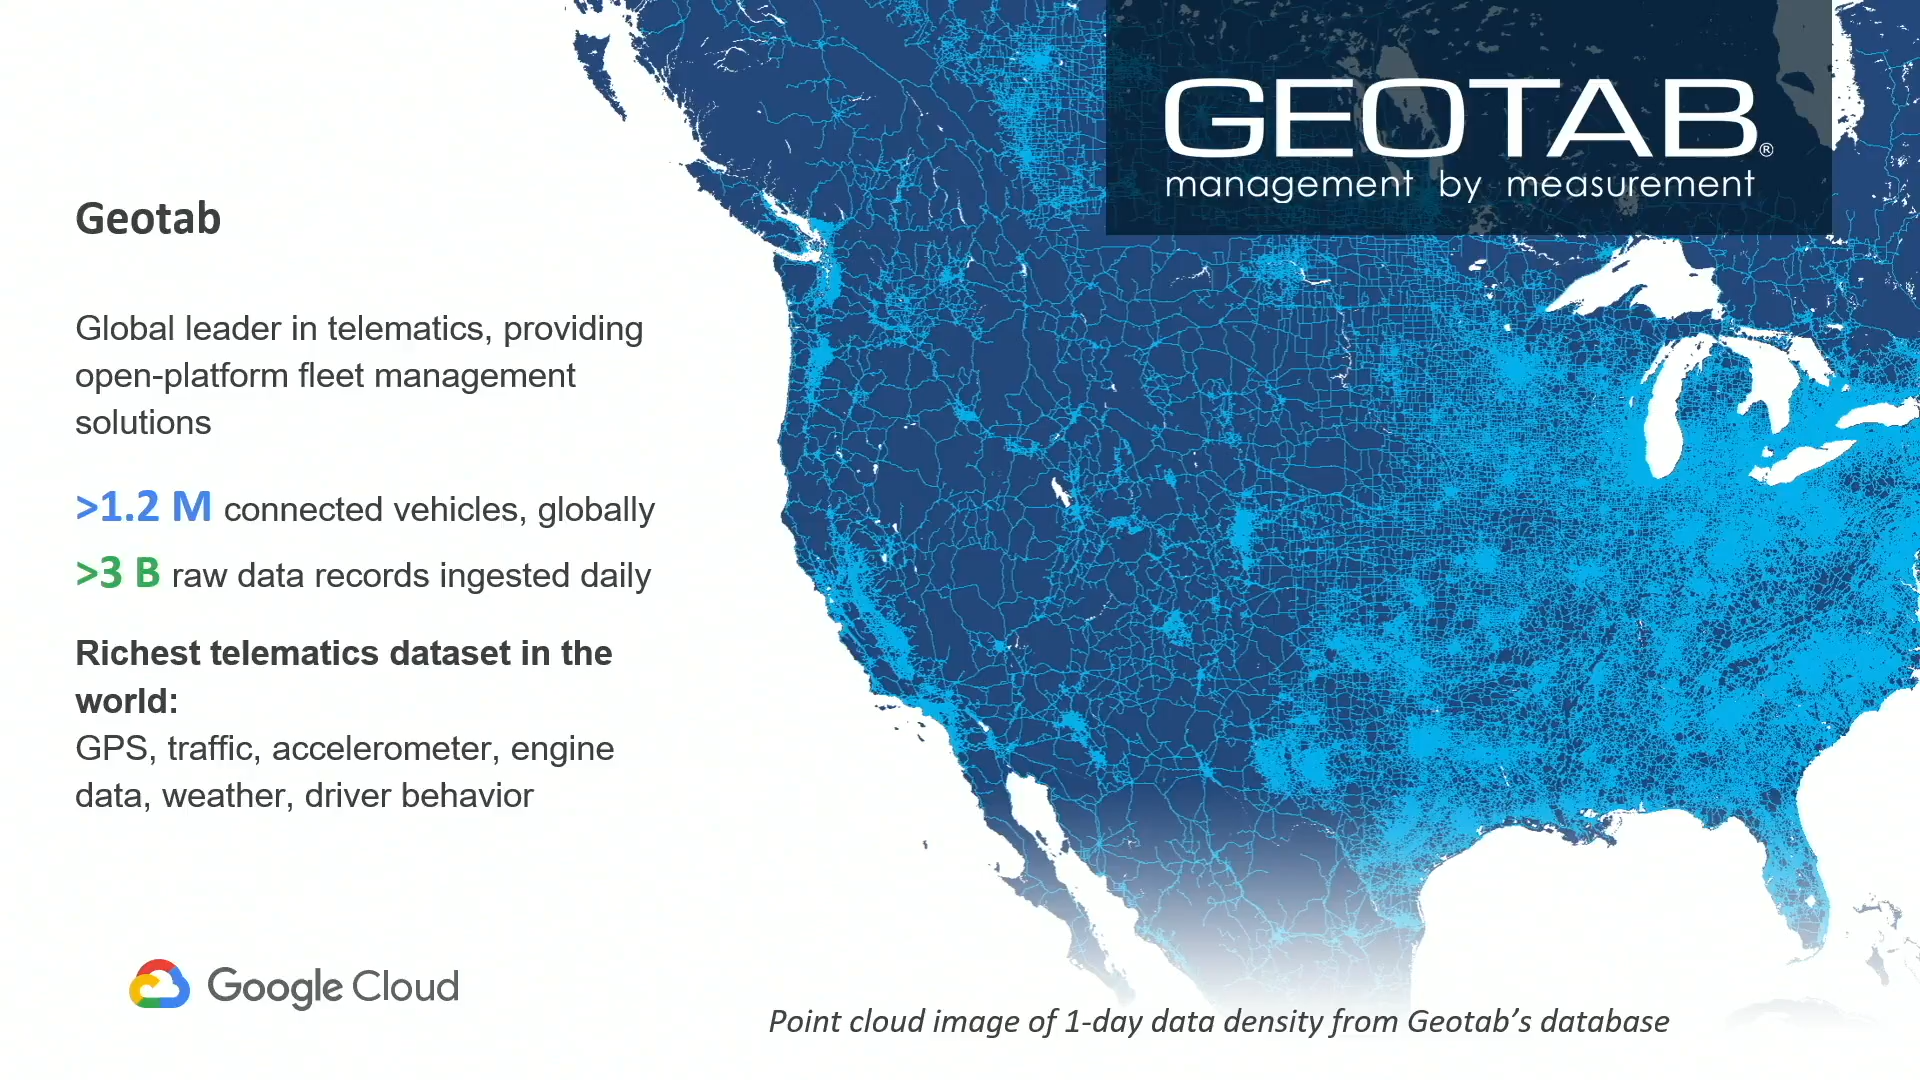 GEOTAB®
management by measurement
Geotab
Global leader in telematics, providing
open-platform fleet management
solutions
>1.2 M connected vehicles, globally
>3 B raw data records ingested daily
Richest telematics dataset in the
world:
GPS, traffic, accelerometer, engine
data, weather, driver behavior
Google Cloud
Point cloud image of 1-day data density from Geotab’s database